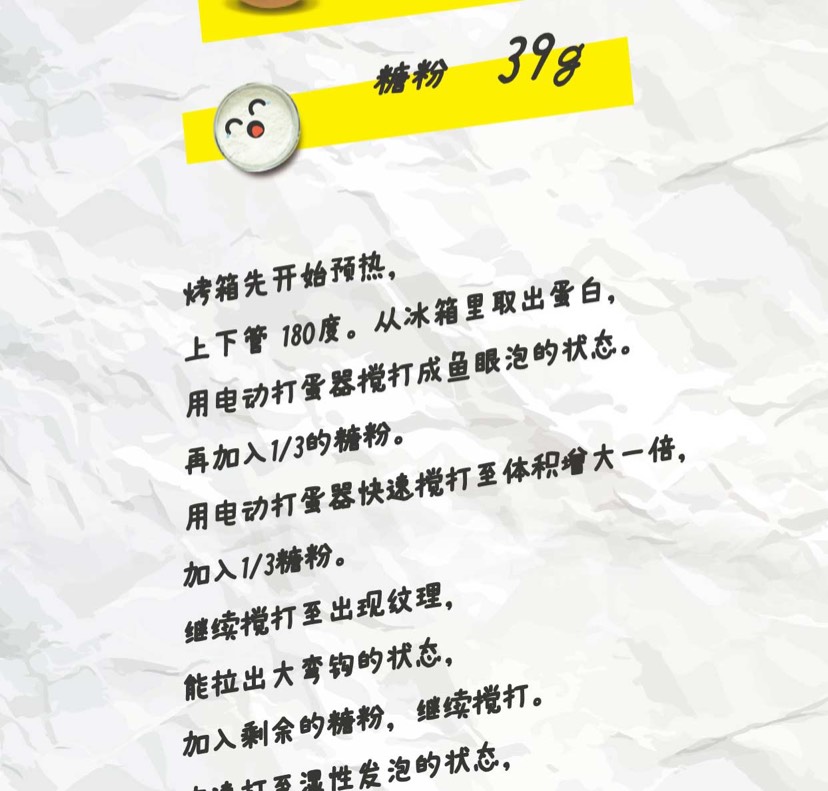 糖粉 39g
烤箱先开始预热，
上下管 180度。从冰箱里取出蛋白，
用电动打蛋器搅打成鱼眼泡的状态。
再加入1/3的糖粉。
用电动打蛋器快速搅打至体积增大一倍，
加入1/3糖粉。
继续搅打至出现纹理，
能拉出大弯钩的状态，
加入剩余的糖粉，继续搅打。
速打至湿性发泡的状态，